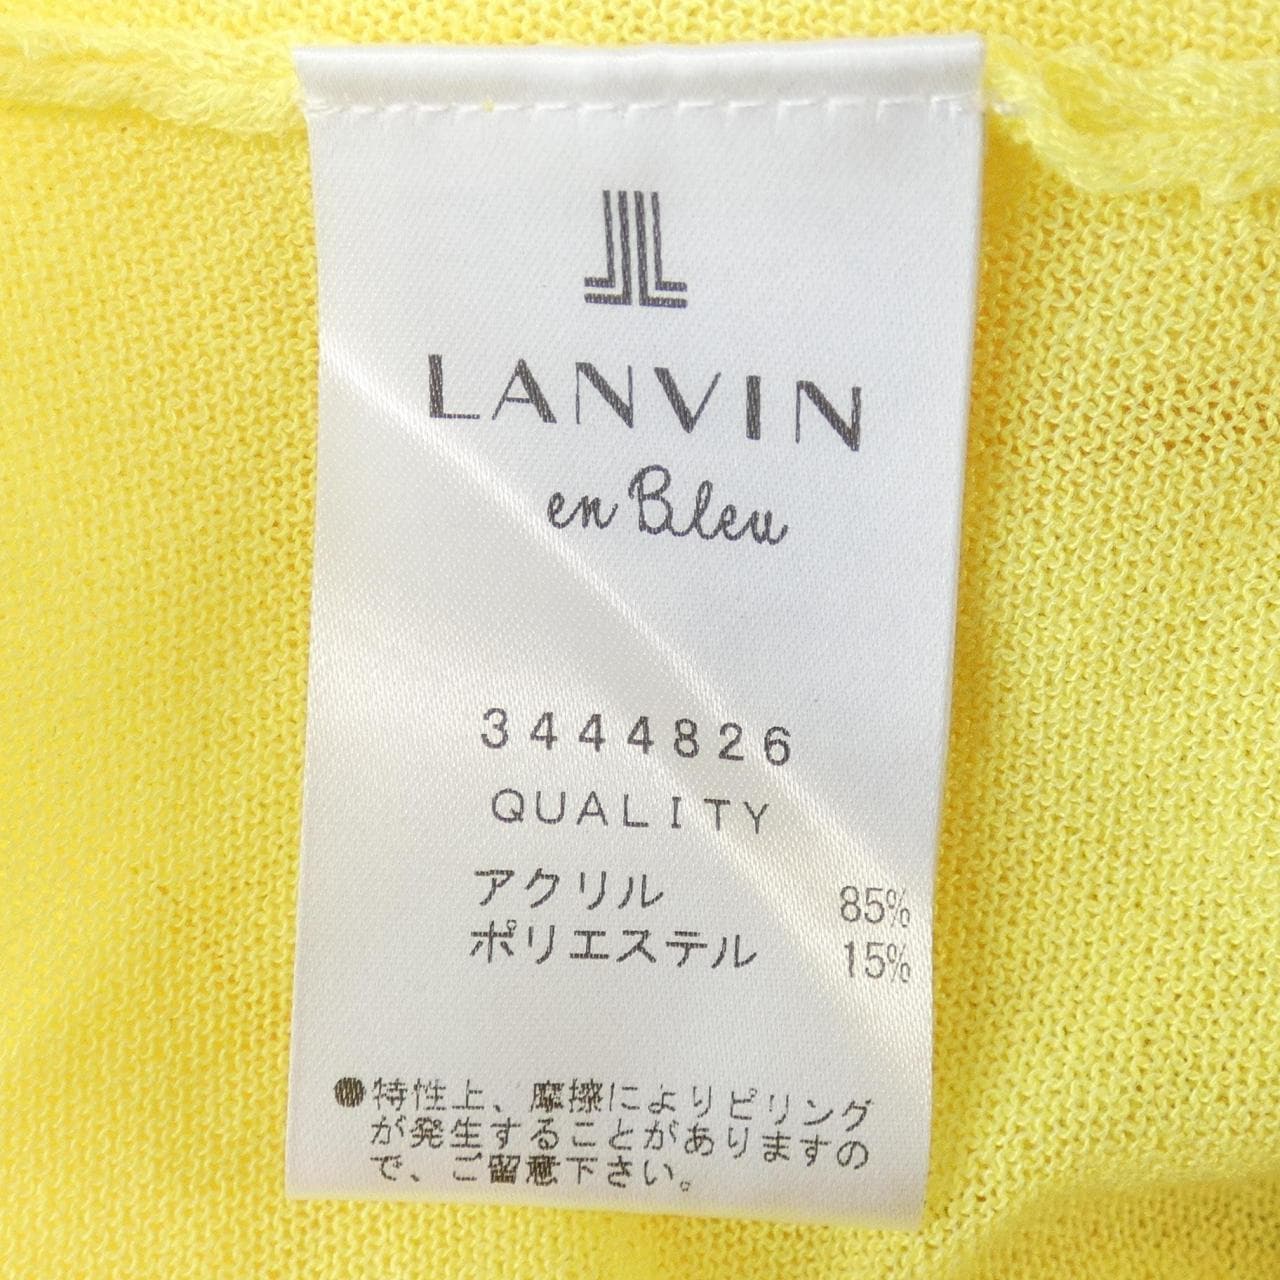 LANVIN
en Bleu
3444826
QUALITY
アクリル 85%
ポリエステル 15%
●特性上、摩擦によりピリング
が発生することがありますの
で、ご留意下さい。